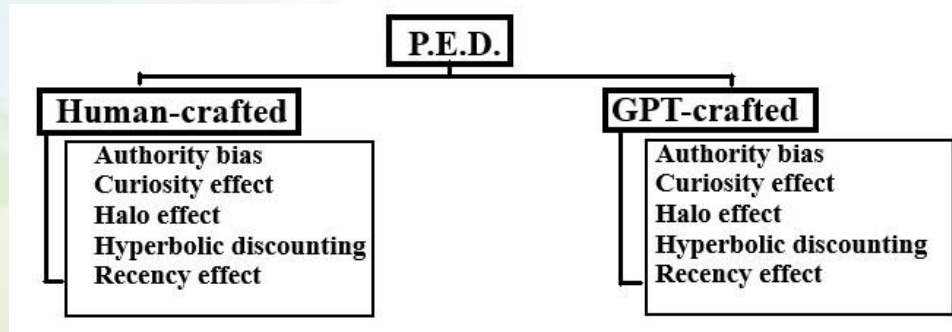 P.E.D.
Human-crafted
Authority bias
Curiosity effect
Halo effect
Hyperbolic discounting
Recency effect
GPT-crafted
Authority bias
Curiosity effect
Halo effect
Hyperbolic discounting
Recency effect